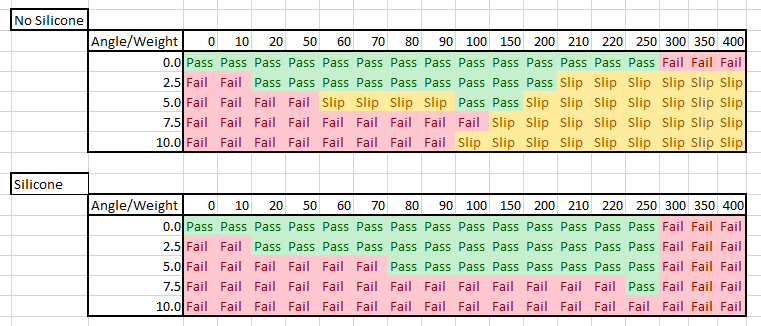 No Silicone
Angle/Weight 0 10 20 50 60 70 80 90 100 150 200 210 220 250 300 350 400
0.0 Pass Pass Pass Pass Pass Pass Pass Pass Pass Pass Pass Pass Pass Pass Fail Fail Fail
2.5 Fail Fail Pass Pass Pass Pass Pass Pass Pass Pass Pass Slip Slip Slip Slip Slip Slip
5.0 Fail Fail Fail Fail Slip Slip Slip Slip Pass Pass Slip Slip Slip Slip Slip Slip Slip
7.5 Fail Fail Fail Fail Fail Fail Fail Fail Fail Slip Slip Slip Slip Slip Slip Slip Slip
10.0 Fail Fail Fail Fail Fail Fail Fail Fail Slip Slip Slip Slip Slip Slip Slip Slip Slip
Silicone
Angle/Weight 0 10 20 50 60 70 80 90 100 150 200 210 220 250 300 350 400
0.0 Pass Pass Pass Pass Pass Pass Pass Pass Pass Pass Pass Pass Pass Pass Fail Fail Fail
2.5 Fail Fail Pass Pass Pass Pass Pass Pass Pass Pass Pass Pass Pass Pass Fail Fail Fail
5.0 Fail Fail Fail Fail Fail Fail Pass Pass Pass Pass Pass Pass Pass Pass Fail Fail Fail
7.5 Fail Fail Fail Fail Fail Fail Fail Fail Fail Fail Fail Fail Fail Pass Fail Fail Fail
10.0 Fail Fail Fail Fail Fail Fail Fail Fail Fail Fail Fail Fail Fail Fail Fail Fail Fail